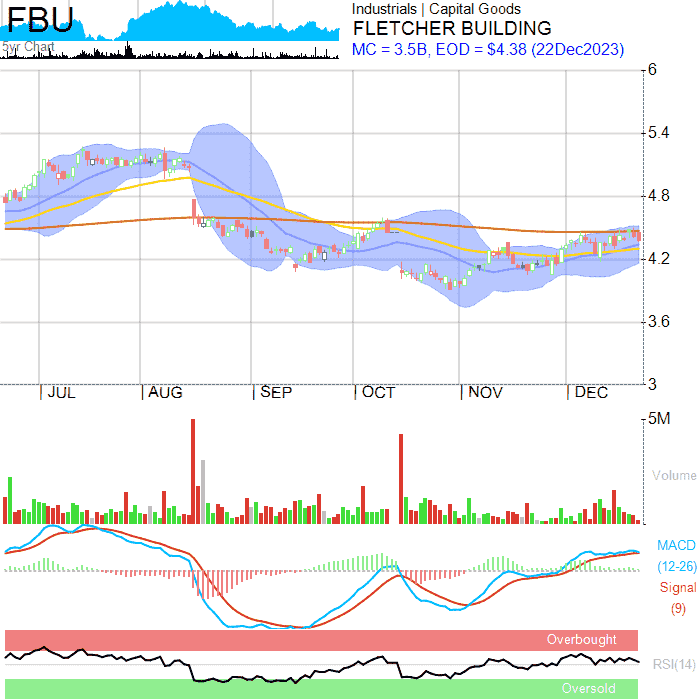 FBU
5yr Chart
Industrials | Capital Goods
FLETCHER BUILDING
MC = 3.5B, EOD = $4.38 (22Dec2023)
6
5.4
4.8
4.2
3.6
3
| JUL | AUG | SEP | OCT | NOV | DEC
5M
Volume
MACD
(12-26)
Signal
(9)
Overbought
RSI(14)
Oversold